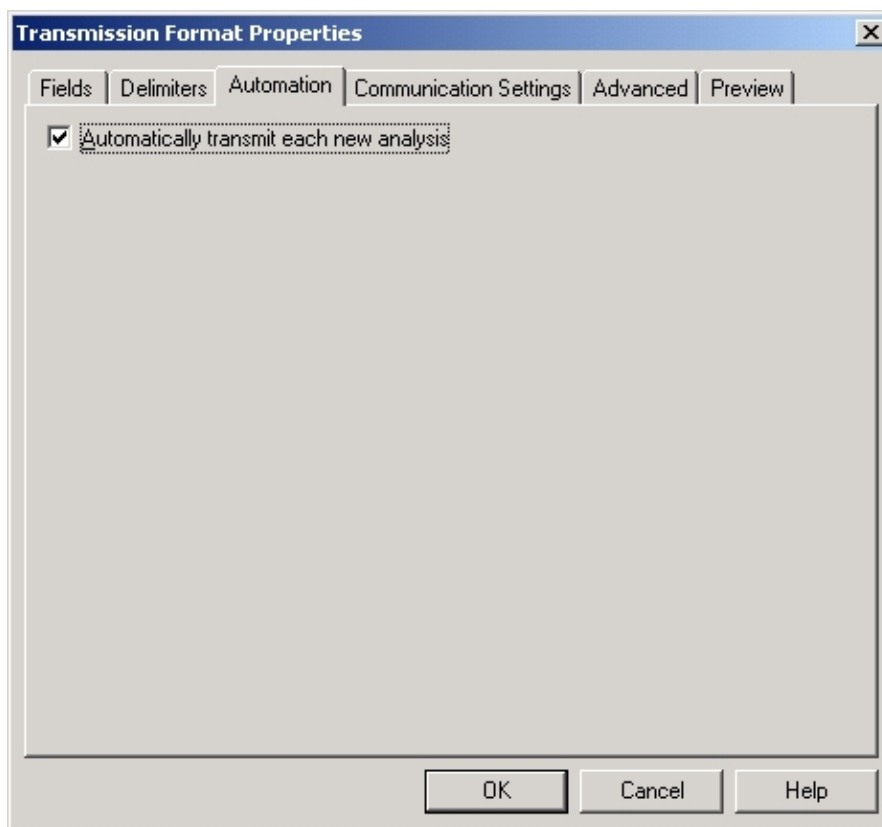 Transmission Format Properties
Fields Delimiters Automation Communication Settings Advanced Preview
Automatically transmit each new analysis
OK Cancel Help